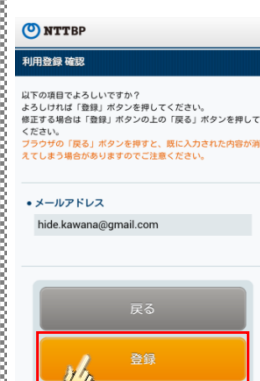 NTTBP
利用登録 確認
以下の項目でよろしいですか？
よろしければ「登録」ボタンを押してください。
修正する場合は「登録」ボタンの上の「戻る」ボタンを押して
ください。
ブラウザの「戻る」ボタンを押すと、既に入力された内容が消
えてしまう場合がありますのでご注意ください。
• メールアドレス
hide.kawana@gmail.com
戻る
登録